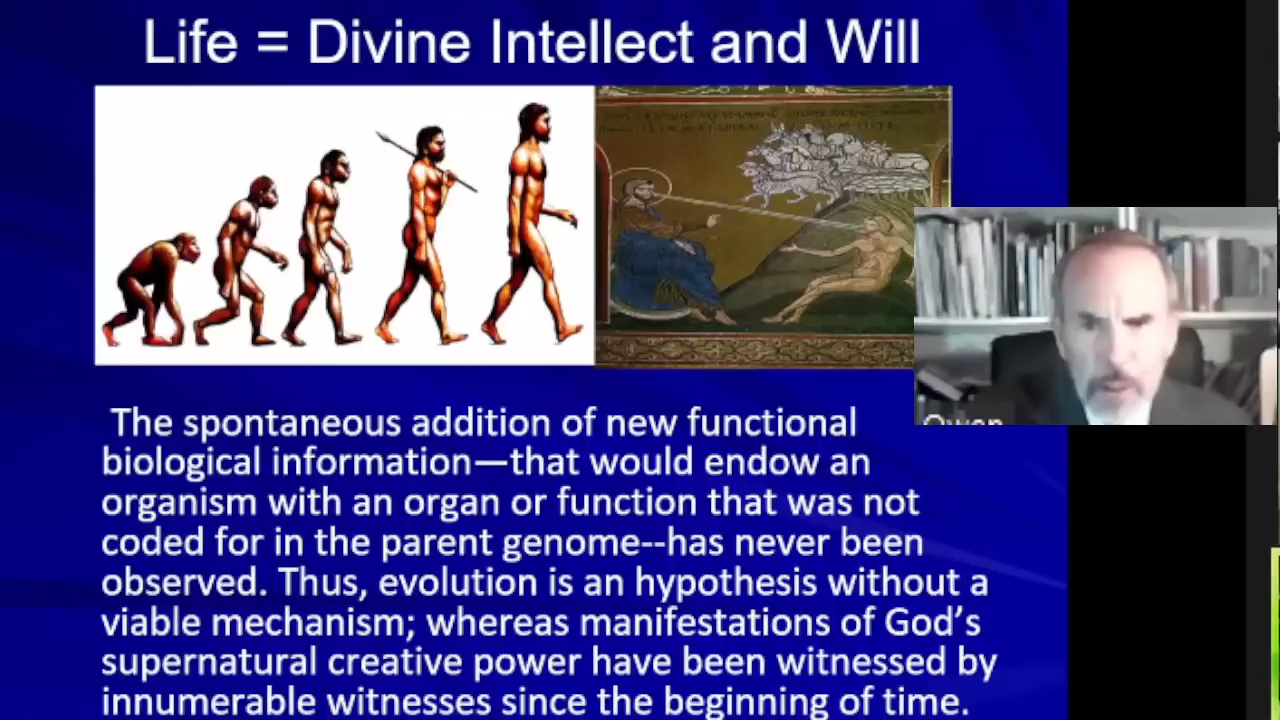 Life = Divine Intellect and Will
The spontaneous addition of new functional
biological information—that would endow an
organism with an organ or function that was not
coded for in the parent genome--has never been
observed. Thus, evolution is an hypothesis without a
viable mechanism; whereas manifestations of God’s
supernatural creative power have been witnessed by
innumerable witnesses since the beginning of time.
Owen